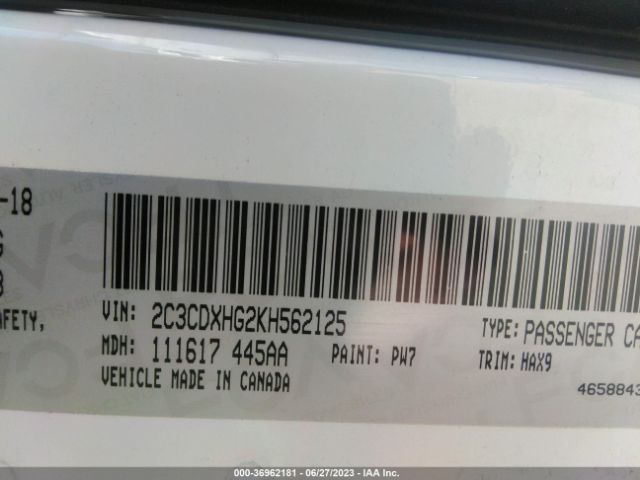 -18
G
8
AFETY,
VIN: 2C3CDXHG2KH562125
TYPE: PASSENGER CA
MDH: 111617 445AA PAINT: PW7 TRIM: HAX9
VEHICLE MADE IN CANADA
4658843
000-36962181 - 06/27/2023 - IAA Inc.